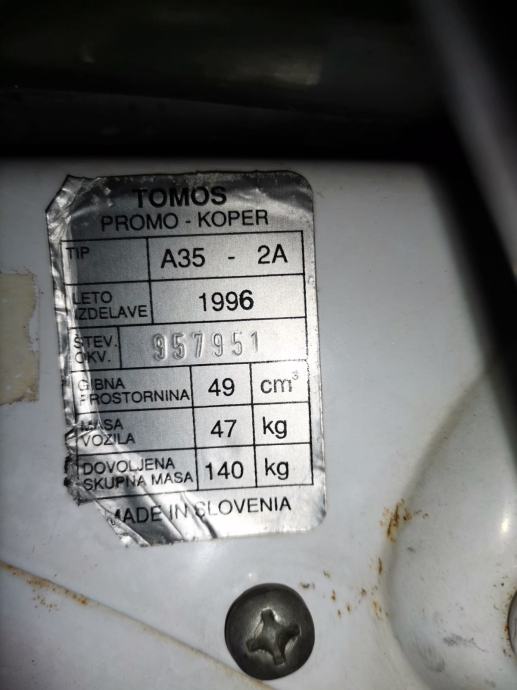 TOMOS
PROMO - KOPER
TIP A35 - 2A
LETO IZDELAVE 1996
ŠTEV. OKV. 957951
GIBNA PROSTORNINA 49 cm³
MASA VOZILA 47 kg
DOVOLJENA SKUPNA MASA 140 kg
MADE IN SLOVENIA